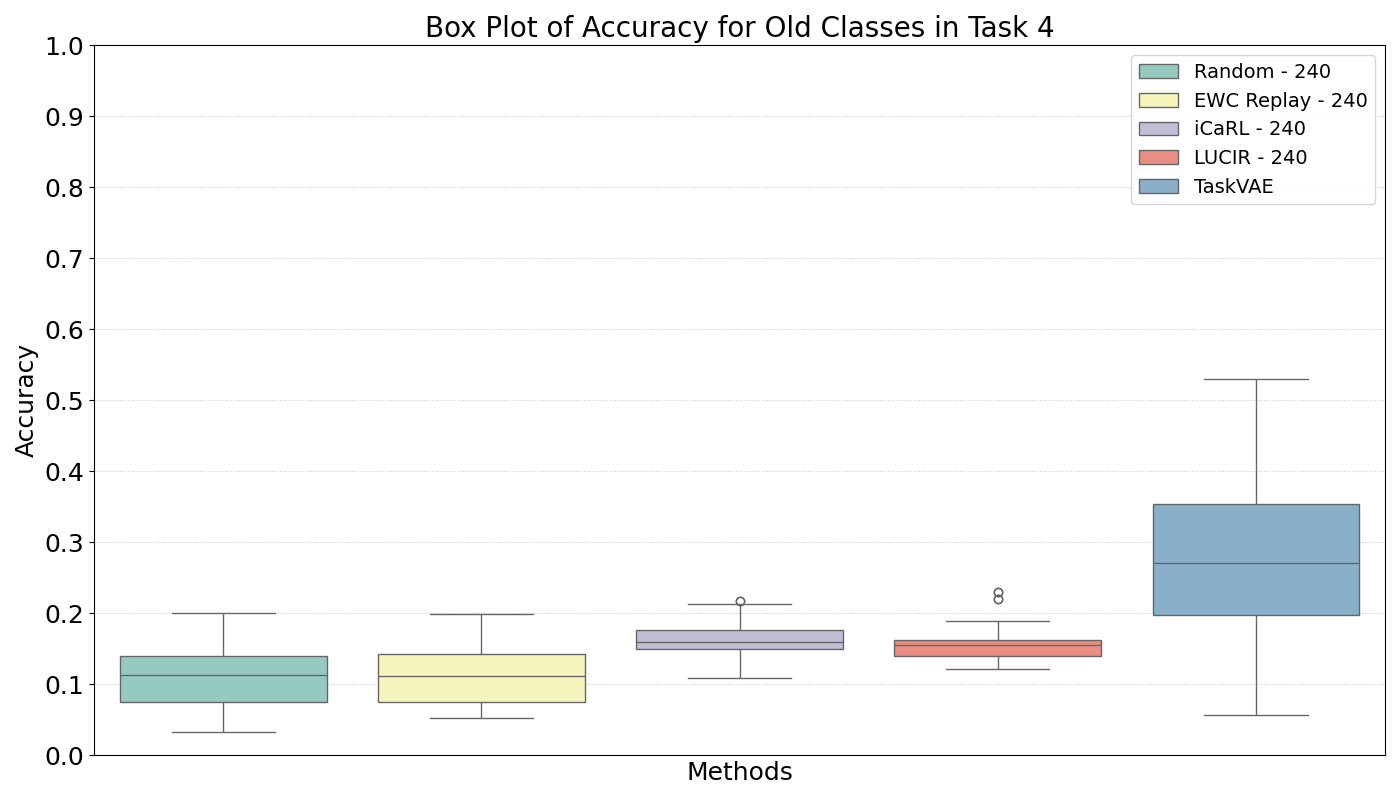 Box Plot of Accuracy for Old Classes in Task 4
1.0
0.9
0.8
0.7
0.6
0.5
0.4
0.3
0.2
0.1
0.0
Accuracy
Methods
Random - 240
EWC Replay - 240
iCaRL - 240
LUCIR - 240
TaskVAE